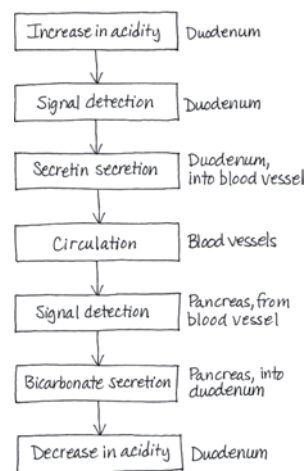 Increase in acidity Duodenum
Signal detection Duodenum
Secretin secretion Duodenum,
into blood vessel
Circulation Blood vessels
Signal detection Pancreas, from
blood vessel
Bicarbonate secretion Pancreas, into
duodenum
Decrease in acidity Duodenum